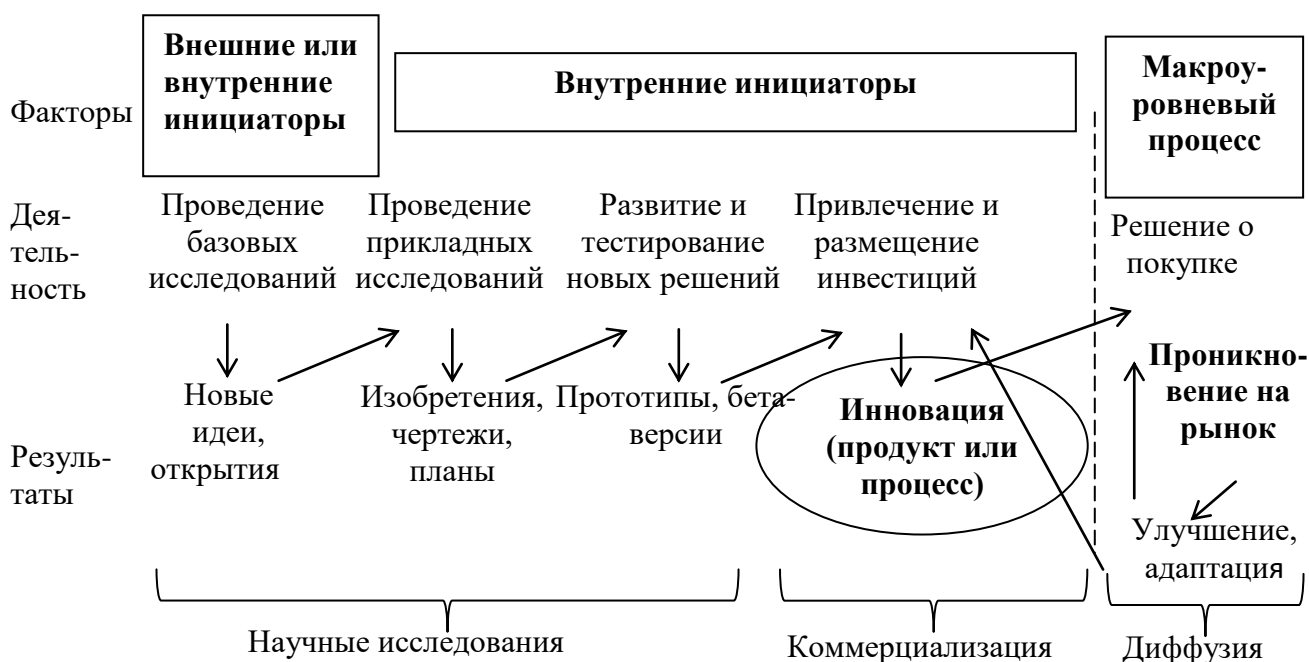 Факторы
Внешние или
внутренние
инициаторы
Внутренние инициаторы
Макроу-
ровневый
процесс
Дея-
тель-
ность
Проведение
базовых
исследований
Проведение
прикладных
исследований
Развитие и
тестирование
новых решений
Привлечение и
размещение
инвестиций
Решение о
покупке
Резуль-
таты
Новые
идеи,
открытия
Изобретения,
чертежи,
планы
Прототипы, бета-
версии
Инновация
(продукт или
процесс)
Проникно-
вение на
рынок
Улучшение,
адаптация
Научные исследования
Коммерциализация
Диффузия